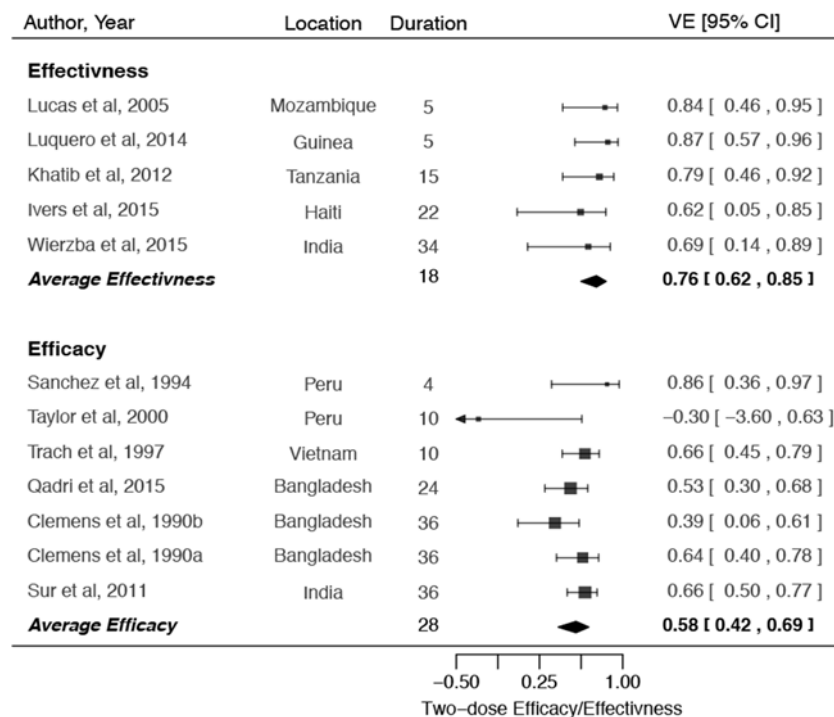 Author, Year Location Duration VE [95% CI]
Effectivness
Lucas et al, 2005 Mozambique 5 0.84 [ 0.46 , 0.95 ]
Luquero et al, 2014 Guinea 5 0.87 [ 0.57 , 0.96 ]
Khatib et al, 2012 Tanzania 15 0.79 [ 0.46 , 0.92 ]
Ivers et al, 2015 Haiti 22 0.62 [ 0.05 , 0.85 ]
Wierzba et al, 2015 India 34 0.69 [ 0.14 , 0.89 ]
Average Effectivness 18 0.76 [ 0.62 , 0.85 ]
Efficacy
Sanchez et al, 1994 Peru 4 0.86 [ 0.36 , 0.97 ]
Taylor et al, 2000 Peru 10 −0.30 [ −3.60 , 0.63 ]
Trach et al, 1997 Vietnam 10 0.66 [ 0.45 , 0.79 ]
Qadri et al, 2015 Bangladesh 24 0.53 [ 0.30 , 0.68 ]
Clemens et al, 1990b Bangladesh 36 0.39 [ 0.06 , 0.61 ]
Clemens et al, 1990a Bangladesh 36 0.64 [ 0.40 , 0.78 ]
Sur et al, 2011 India 36 0.66 [ 0.50 , 0.77 ]
Average Efficacy 28 0.58 [ 0.42 , 0.69 ]
−0.50 0.25 1.00
Two−dose Efficacy/Effectivness